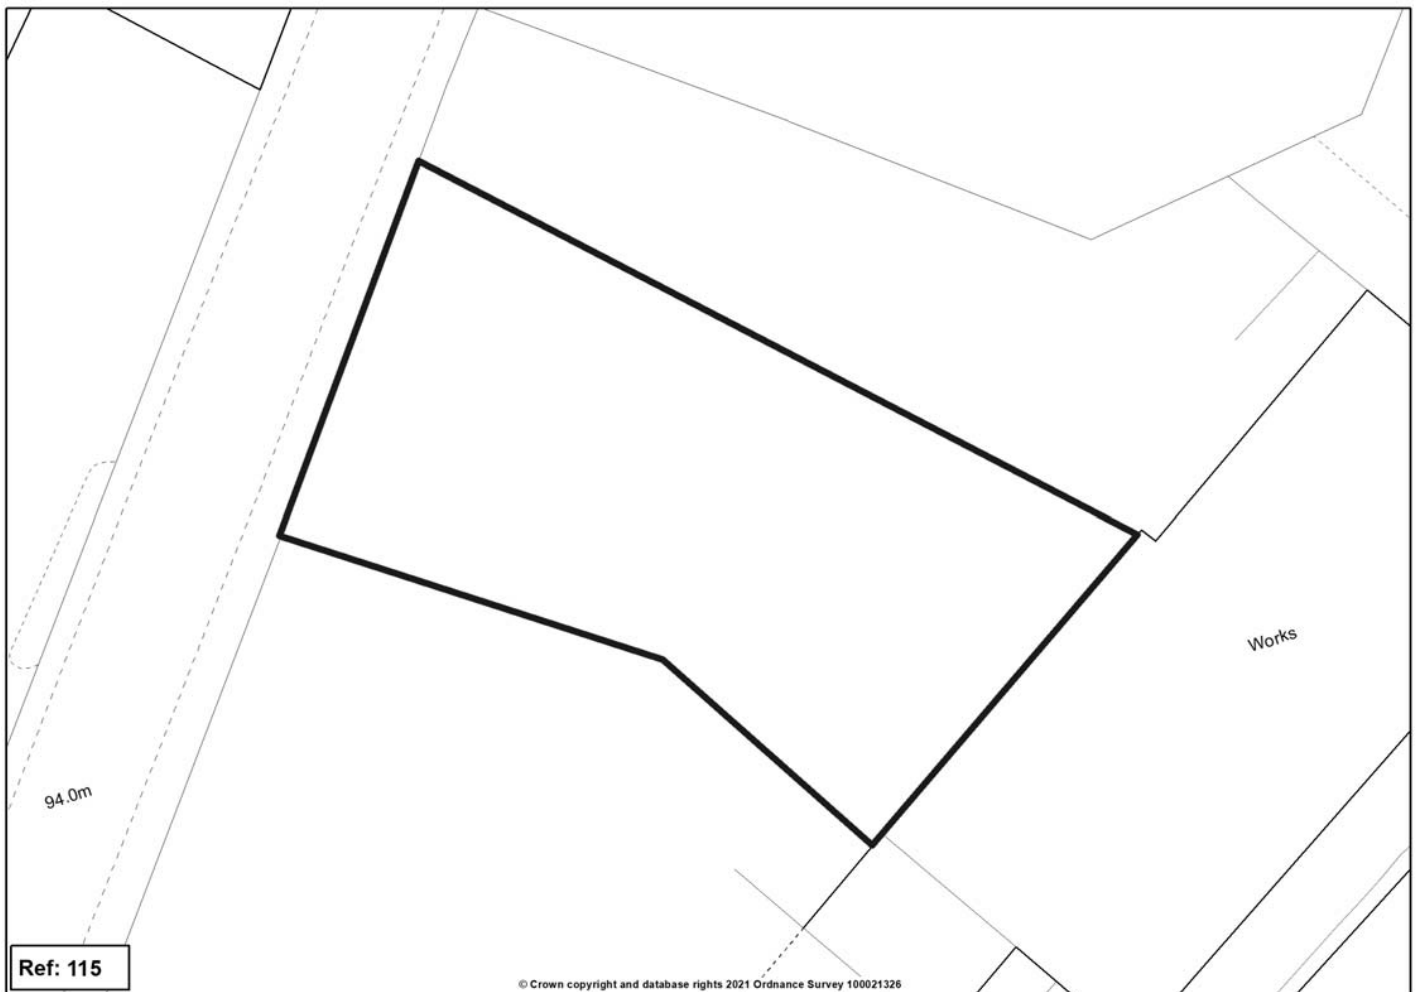 Works
94.0m
Ref: 115
© Crown copyright and database rights 2021 Ordnance Survey 100021326